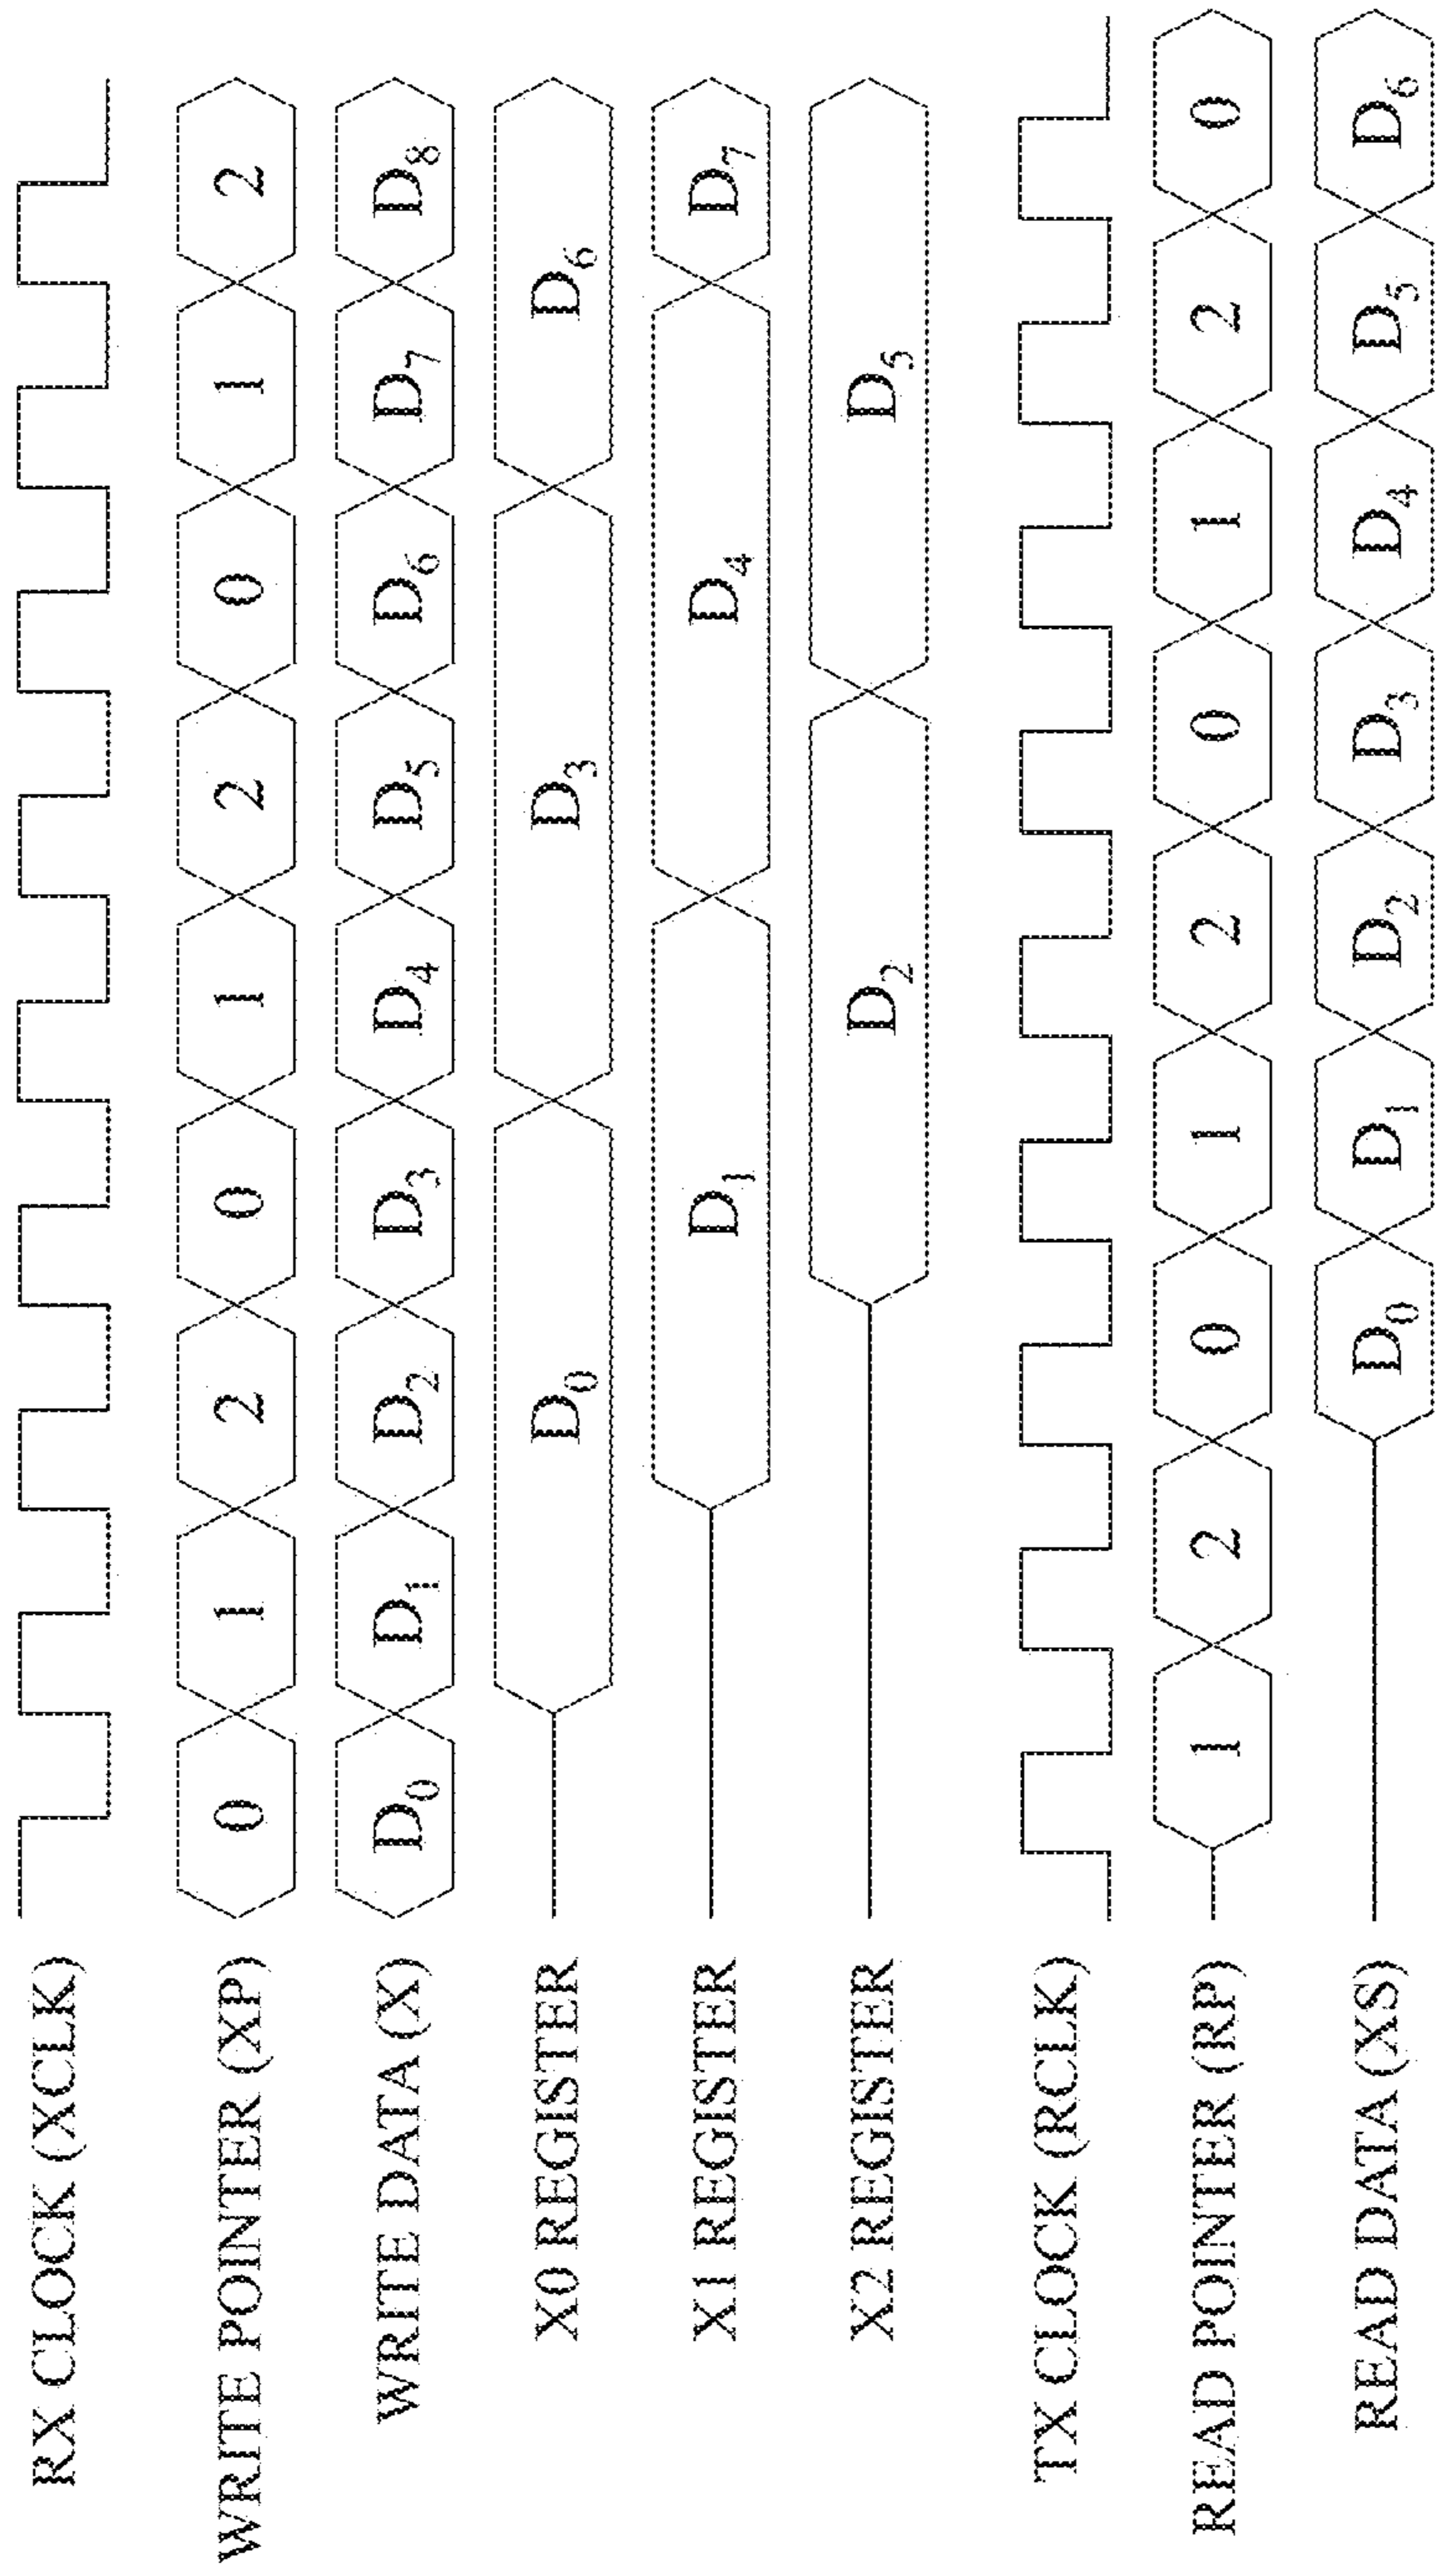 RX CLOCK (XCLK)
WRITE POINTER (XP) 0 1 2 0 1 2 0 1 2
WRITE DATA (X) D0 D1 D2 D3 D4 D5 D6 D7 D8
X0 REGISTER D0 D3 D6
X1 REGISTER D1 D4 D7
X2 REGISTER D2 D5
TX CLOCK (RCLK)
READ POINTER (RP) 1 2 0 1 2 0 1 2 0
READ DATA (XS) D0 D1 D2 D3 D4 D5 D6